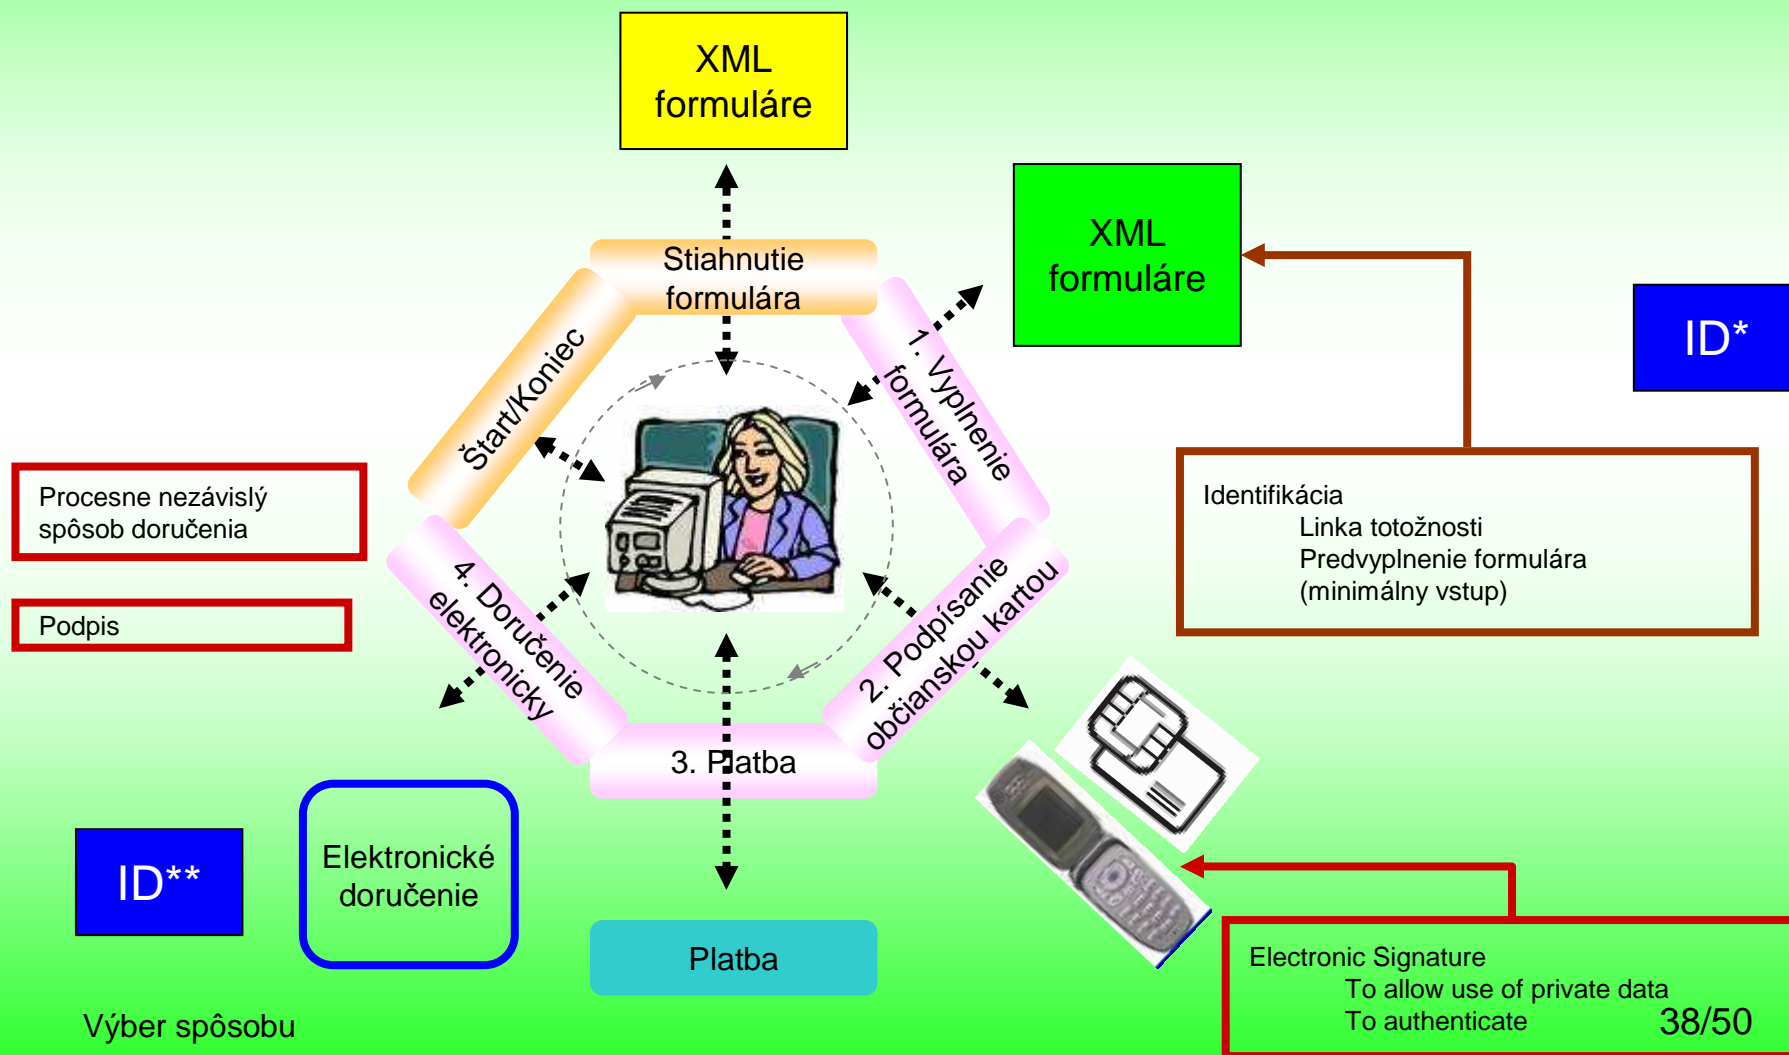 XML
formuláre
XML
formuláre
Stiahnutie
formulára
Štart/Koniec
1. Vyplnenie
formulára
ID*
Procesne nezávislý
spôsob doručenia
Podpis
Identifikácia
Linka totožnosti
Predvyplnenie formulára
(minimálny vstup)
4. Doručenie
elektronicky
2. Podpísanie
občianskou kartou
3. Platba
ID**
Elektronické
doručenie
Platba
Electronic Signature
To allow use of private data
To authenticate
38/50
Výber spôsobu